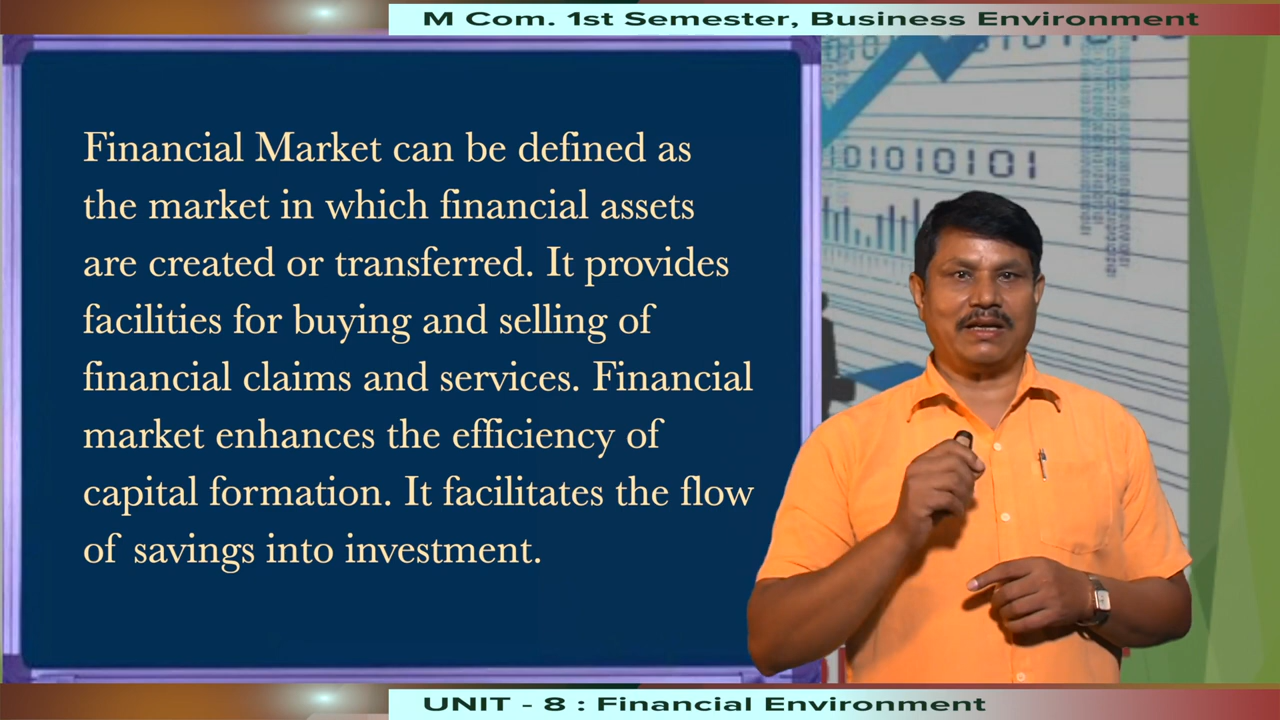 M Com. 1st Semester, Business Environment
Financial Market can be defined as
the market in which financial assets
are created or transferred. It provides
facilities for buying and selling of
financial claims and services. Financial
market enhances the efficiency of
capital formation. It facilitates the flow
of savings into investment.
01010101
UNIT - 8 : Financial Environment